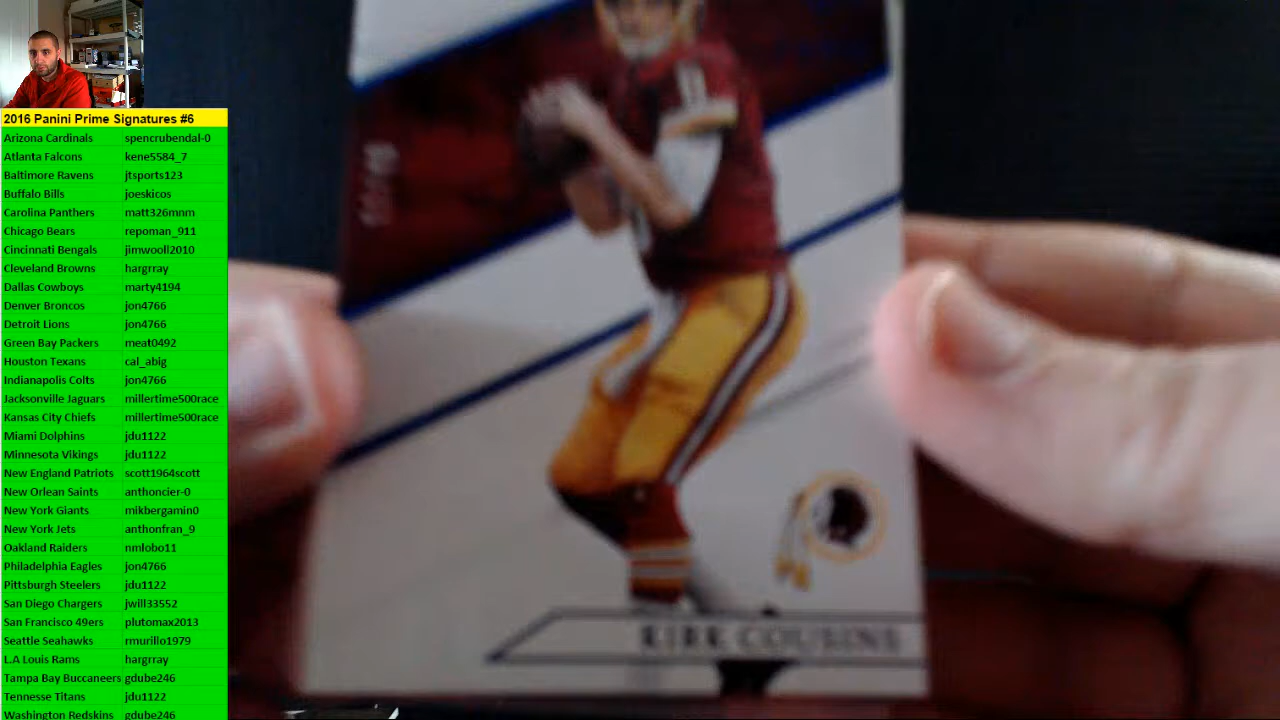 2016 Panini Prime Signatures #6
Arizona Cardinals spencrubendal-0
Atlanta Falcons kene5584_7
Baltimore Ravens jtsports123
Buffalo Bills joeskicos
Carolina Panthers matt326mnm
Chicago Bears repoman_911
Cincinnati Bengals jimwooll2010
Cleveland Browns hargrray
Dallas Cowboys marty4194
Denver Broncos jon4766
Detroit Lions jon4766
Green Bay Packers meat0492
Houston Texans cal_abig
Indianapolis Colts jon4766
Jacksonville Jaguars millertime500race
Kansas City Chiefs millertime500race
Miami Dolphins jdu1122
Minnesota Vikings jdu1122
New England Patriots scott1964scott
New Orlean Saints anthoncier-0
New York Giants mikbergamin0
New York Jets anthonfran_9
Oakland Raiders nmlobo11
Philadelphia Eagles jon4766
Pittsburgh Steelers jdu1122
San Diego Chargers jwill33552
San Francisco 49ers plutomax2013
Seattle Seahawks rmurillo1979
L.A Louis Rams hargrray
Tampa Bay Buccaneers gdube246
Tennesse Titans jdu1122
Washington Redskins gdube246
KIRK COUSINS